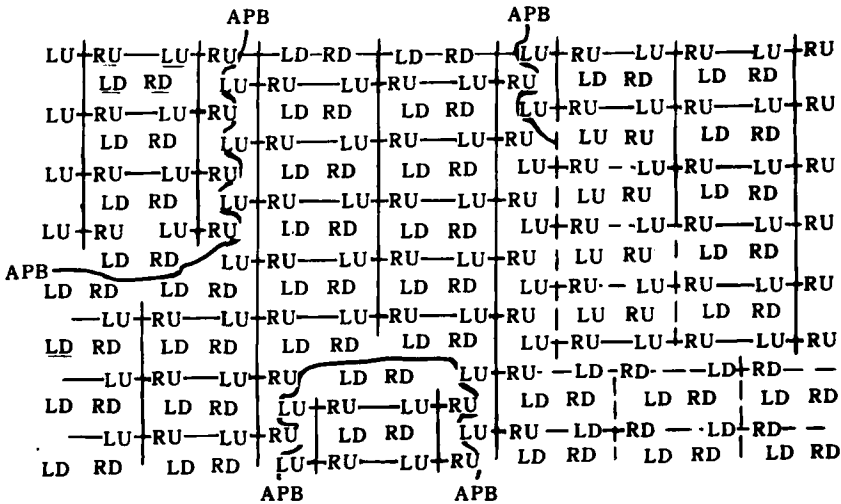 APB APB
LU RU LU RU LD RD LD RD LU RU LU RU LU RU
LD RD LU RU LU RU LU RU LD RD LD RD
LU RU LU RU LD RD LD RD LU RU LU RU LU RU
LD RD LU RU LU RU LU RU LU RU LD RD
LU RU LU RU LD RD LD RD LU RU LU RU LU RU
LD RD LU RU LU RU LU RU LU RU LD RD
LU RU LU RU LD RD LD RD LU RU LU RU LU RU
LD RD LU RU LU RU LU RU LU RU LD RD
APB
LD RD LD RD LD RD LD RD LU RU LU RU LU RU
LU RU LU RU LU RU LU RU LU RU LD RD
LD RD LD RD LD RD LD RD LU RU LU RU LU RU
LU RU LU RU LD RD LU RU LD RD LD RD
LD RD LD RD LU RU LU RU LD RD LD RD LD RD
LU RU LU RU LD RD LU RU LD RD LD RD
LD RD LD RD LU RU LU RU LD RD LD RD LD RD
APB APB